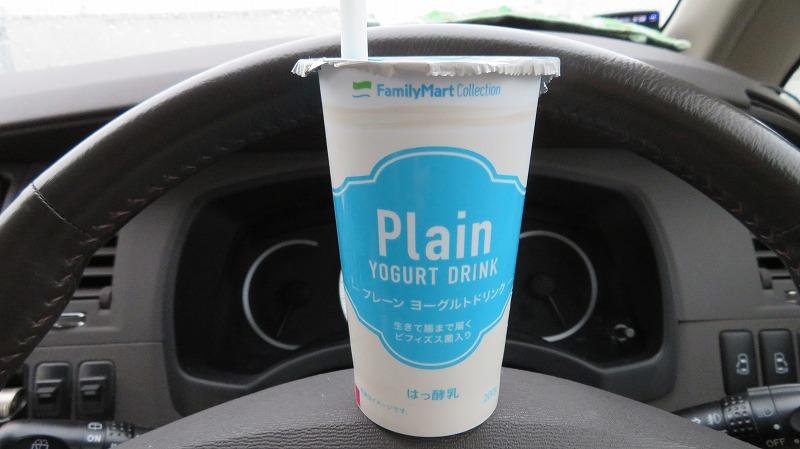 FamilyMart Collection
Plain
YOGURT DRINK
プレーン ヨーグルトドリンク
生きて腸まで届く
ビフィズス菌入り
はっ酵乳
ON
OFF